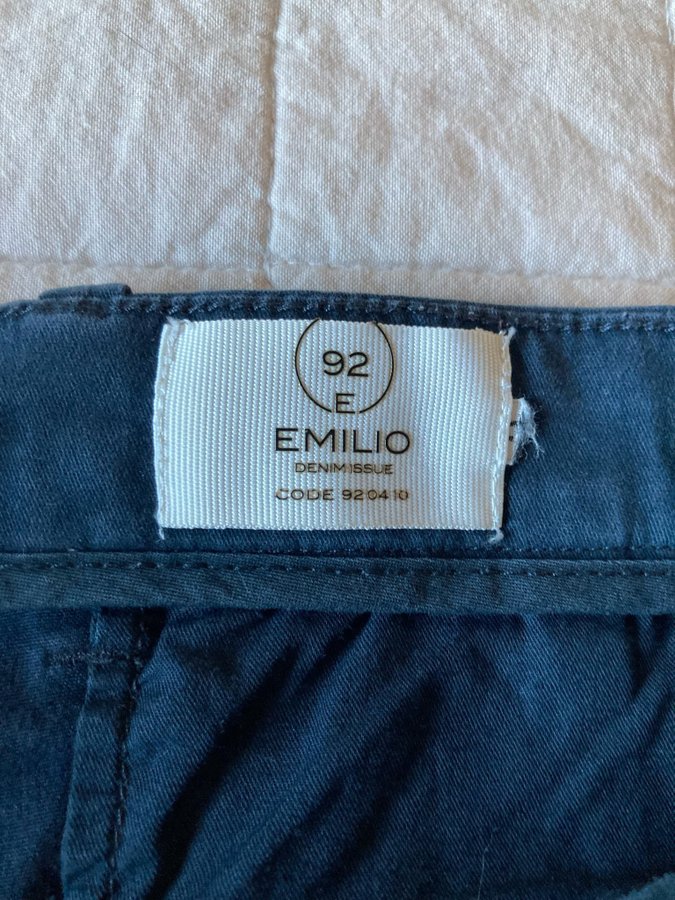 92
E
EMILIO
DENIM ISSUE
CODE 920410